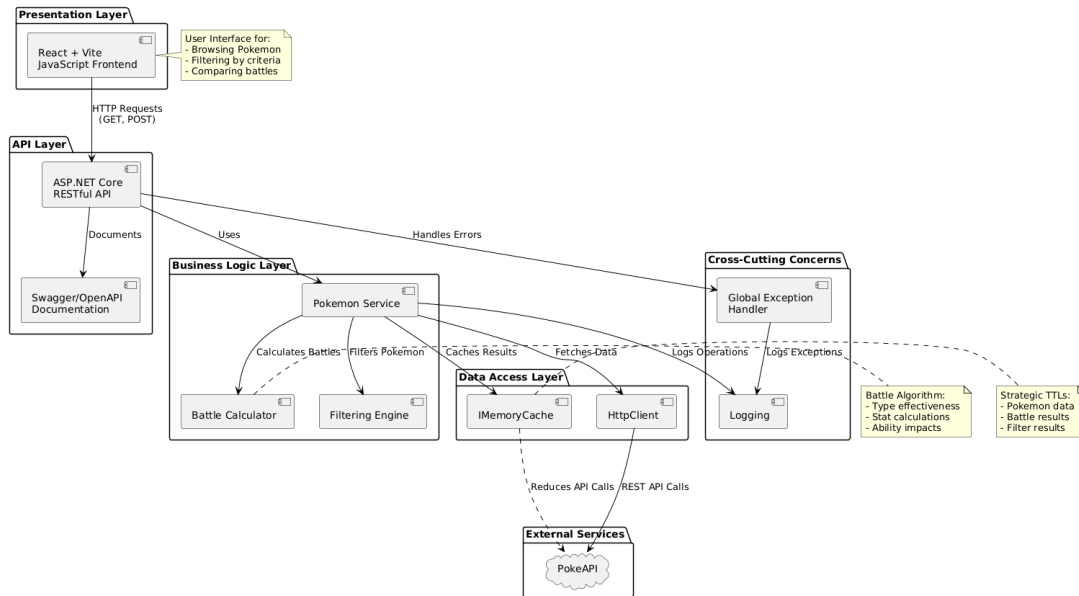 Presentation Layer
React + Vite
JavaScript Frontend
User Interface for:
- Browsing Pokemon
- Filtering by criteria
- Comparing battles
HTTP Requests
(GET, POST)
API Layer
ASP.NET Core
RESTful API
Documents
Uses
Handles Errors
Swagger/OpenAPI
Documentation
Business Logic Layer
Pokemon Service
Cross-Cutting Concerns
Global Exception
Handler
Calculates Battles
Filters Pokemon
Caches Results
Fetches Data
Logs Operations
Logs Exceptions
Battle Calculator
Filtering Engine
Data Access Layer
IMemoryCache
HttpClient
Logging
Battle Algorithm:
- Type effectiveness
- Stat calculations
- Ability impacts
Strategic TTLs:
- Pokemon data
- Battle results
- Filter results
Reduces API Calls
REST API Calls
External Services
PokeAPI